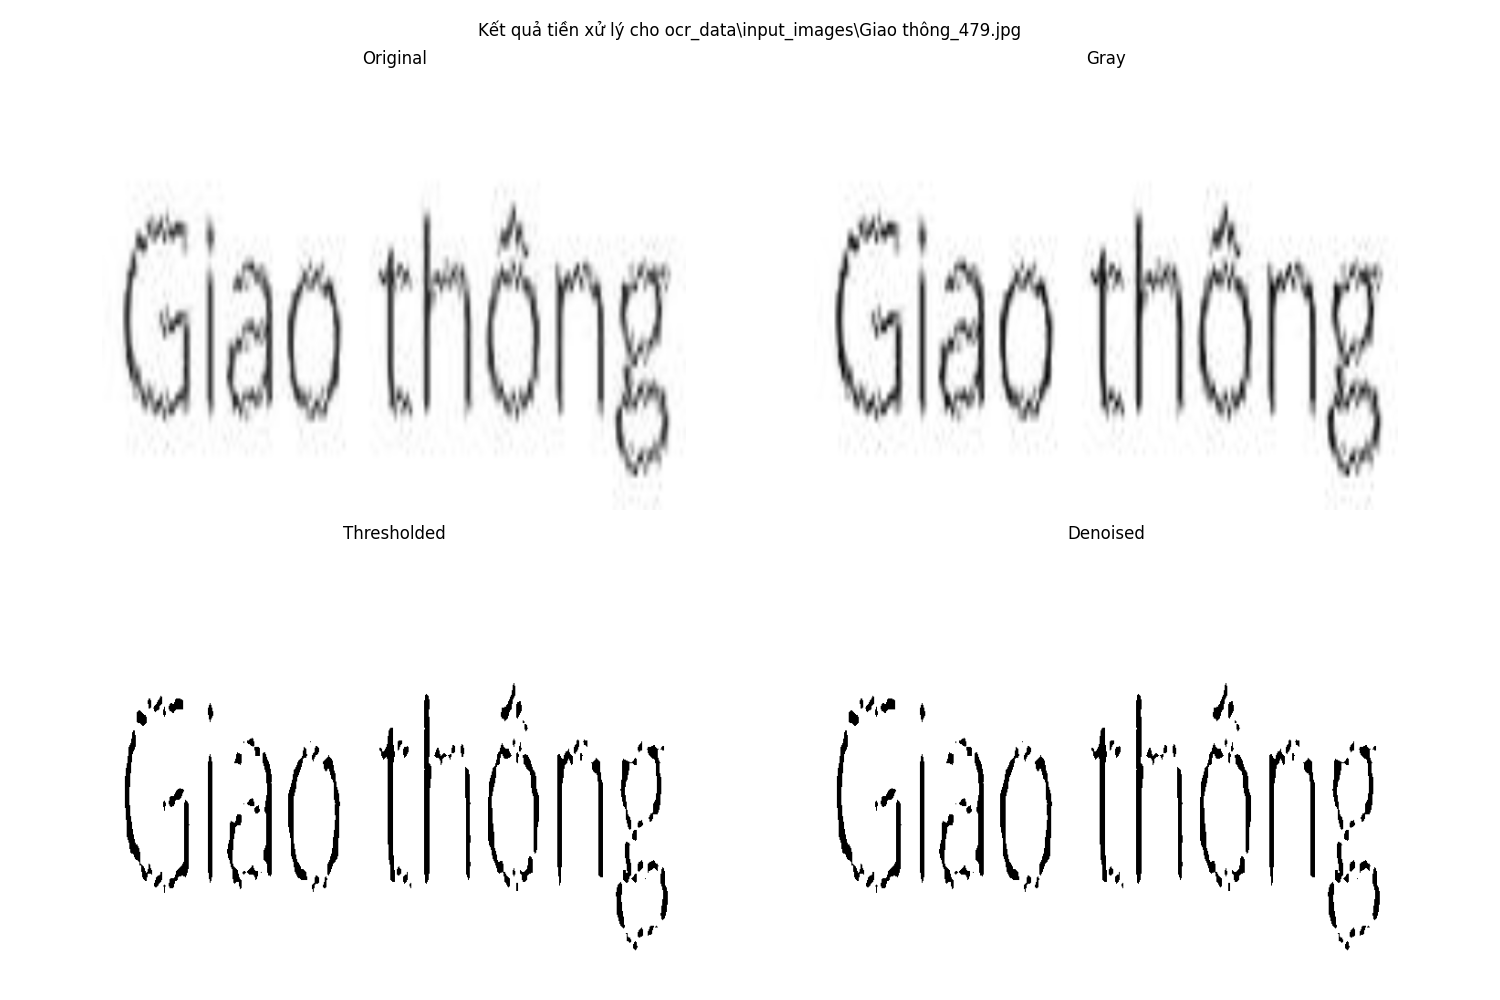 Kết quả tiền xử lý cho ocr_data\input_images\Giao thông_479.jpg
Original
Gray
Giao thông
Giao thông
Thresholded
Denoised
Giao thông
Giao thông